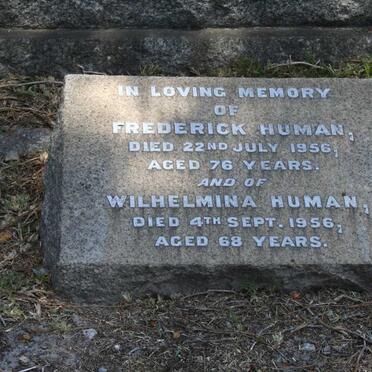 IN LOVING MEMORY
OF
FREDERICK HUMAN,
DIED 22ND JULY 1956,
AGED 76 YEARS.
AND OF
WILHELMINA HUMAN,
DIED 4TH SEPT. 1956,
AGED 68 YEARS.